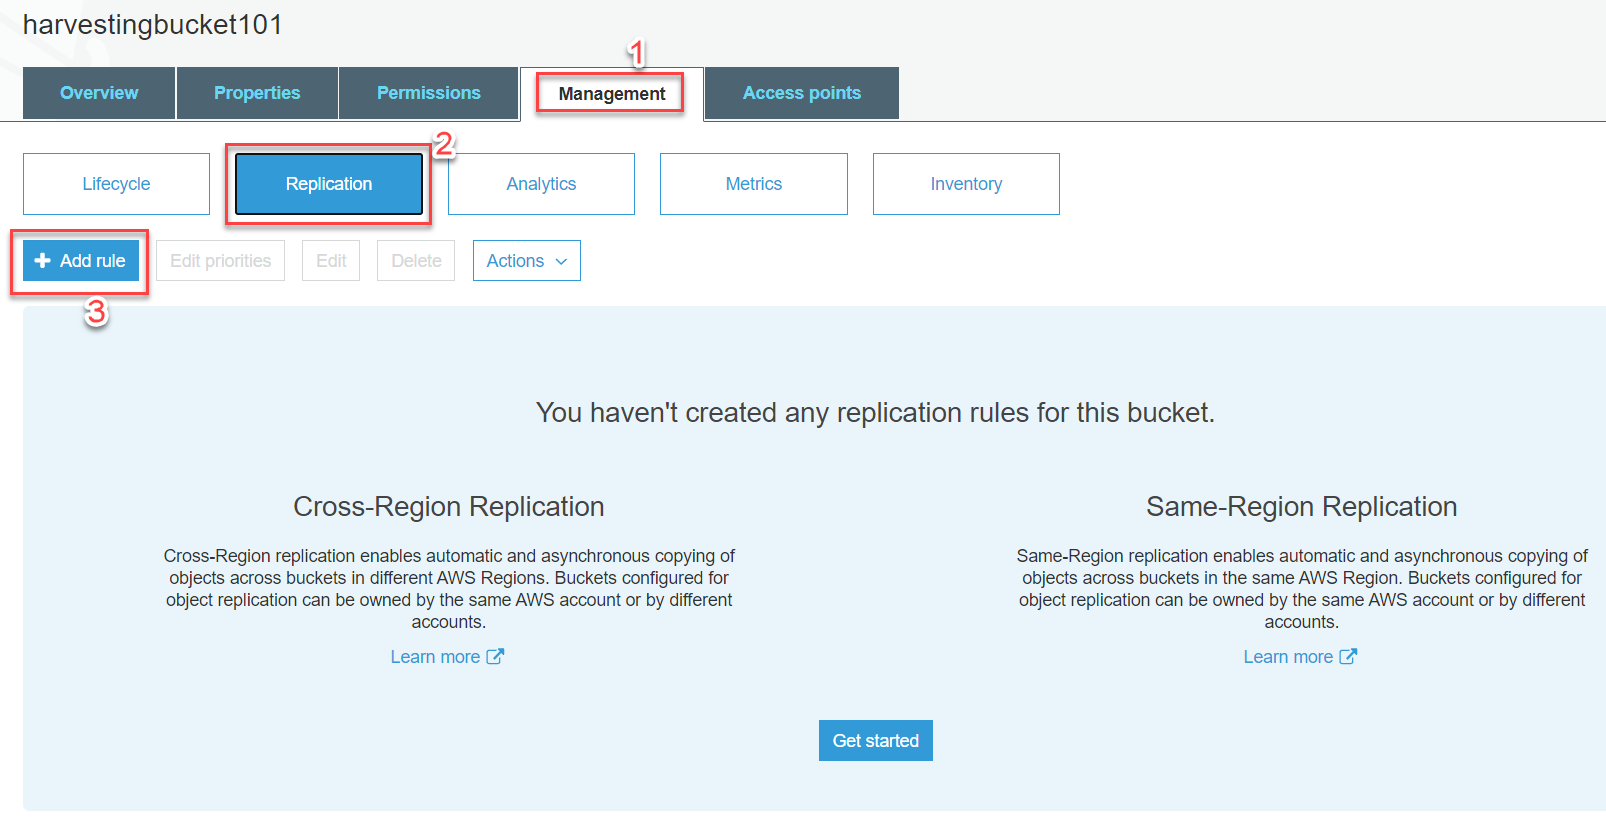 harvestingbucket101
1
Overview
Properties
Permissions
Management
Access points
2
Lifecycle
Replication
Analytics
Metrics
Inventory
Add rule
Edit priorities
Edit
Delete
Actions
3
You haven't created any replication rules for this bucket.
Cross-Region Replication
Cross-Region replication enables automatic and asynchronous copying of
objects across buckets in different AWS Regions. Buckets configured for
object replication can be owned by the same AWS account or by different
accounts.
Learn more
Same-Region Replication
Same-Region replication enables automatic and asynchronous copying of
objects across buckets in the same AWS Region. Buckets configured for
object replication can be owned by the same AWS account or by different
accounts.
Learn more
Get started